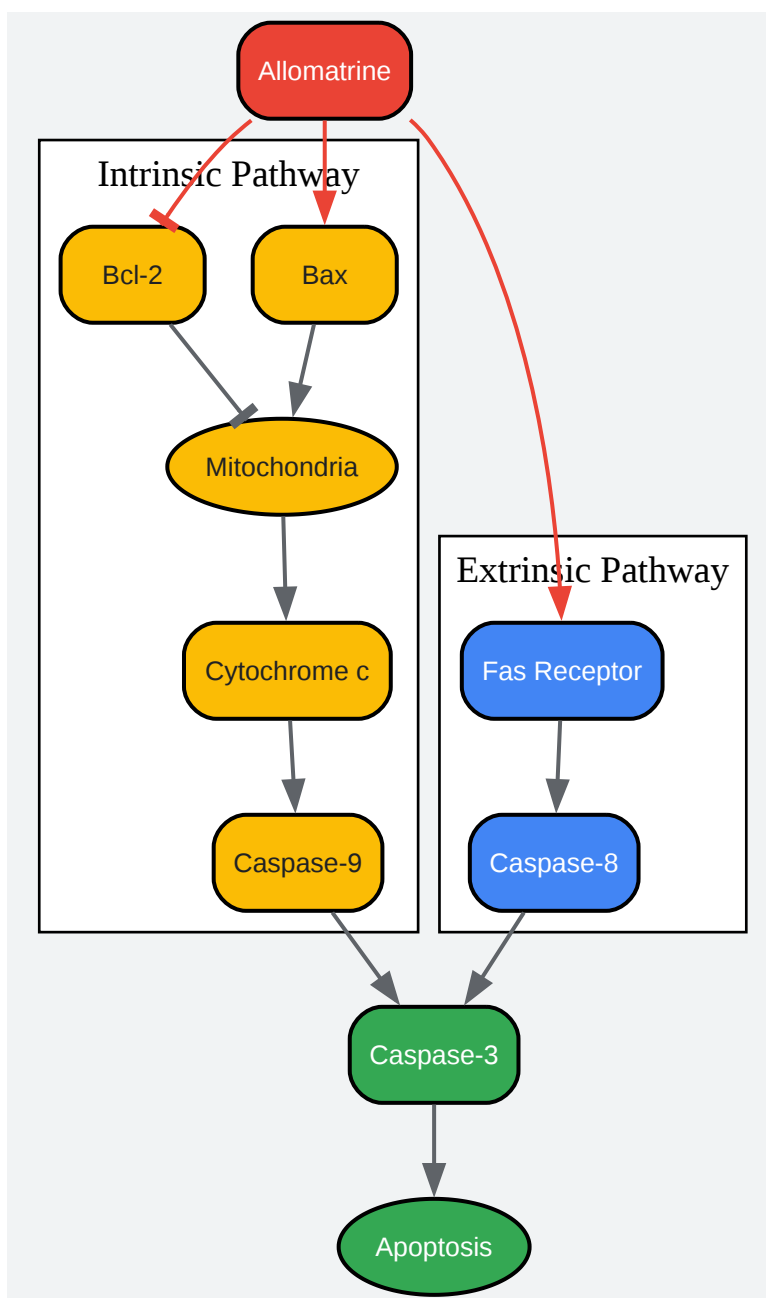 Allomatrine
Intrinsic Pathway
Bcl-2
Bax
Mitochondria
Extrinsic Pathway
Cytochrome c
Fas Receptor
Caspase-9
Caspase-8
Caspase-3
Apoptosis